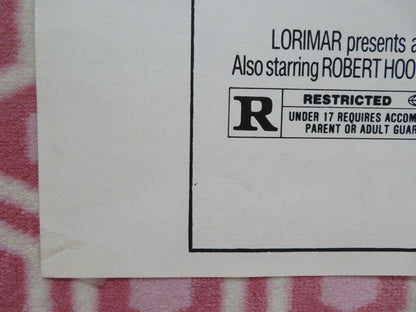 LORIMAR presents a
Also starring ROBERT HOO
R RESTRICTED
UNDER 17 REQUIRES ACCOM
PARENT OR ADULT GUAR